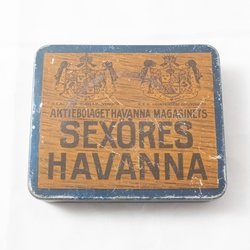 AKTIEBOLAGET HAVANNA MAGASINETS
SEXÖRES
HAVANNA